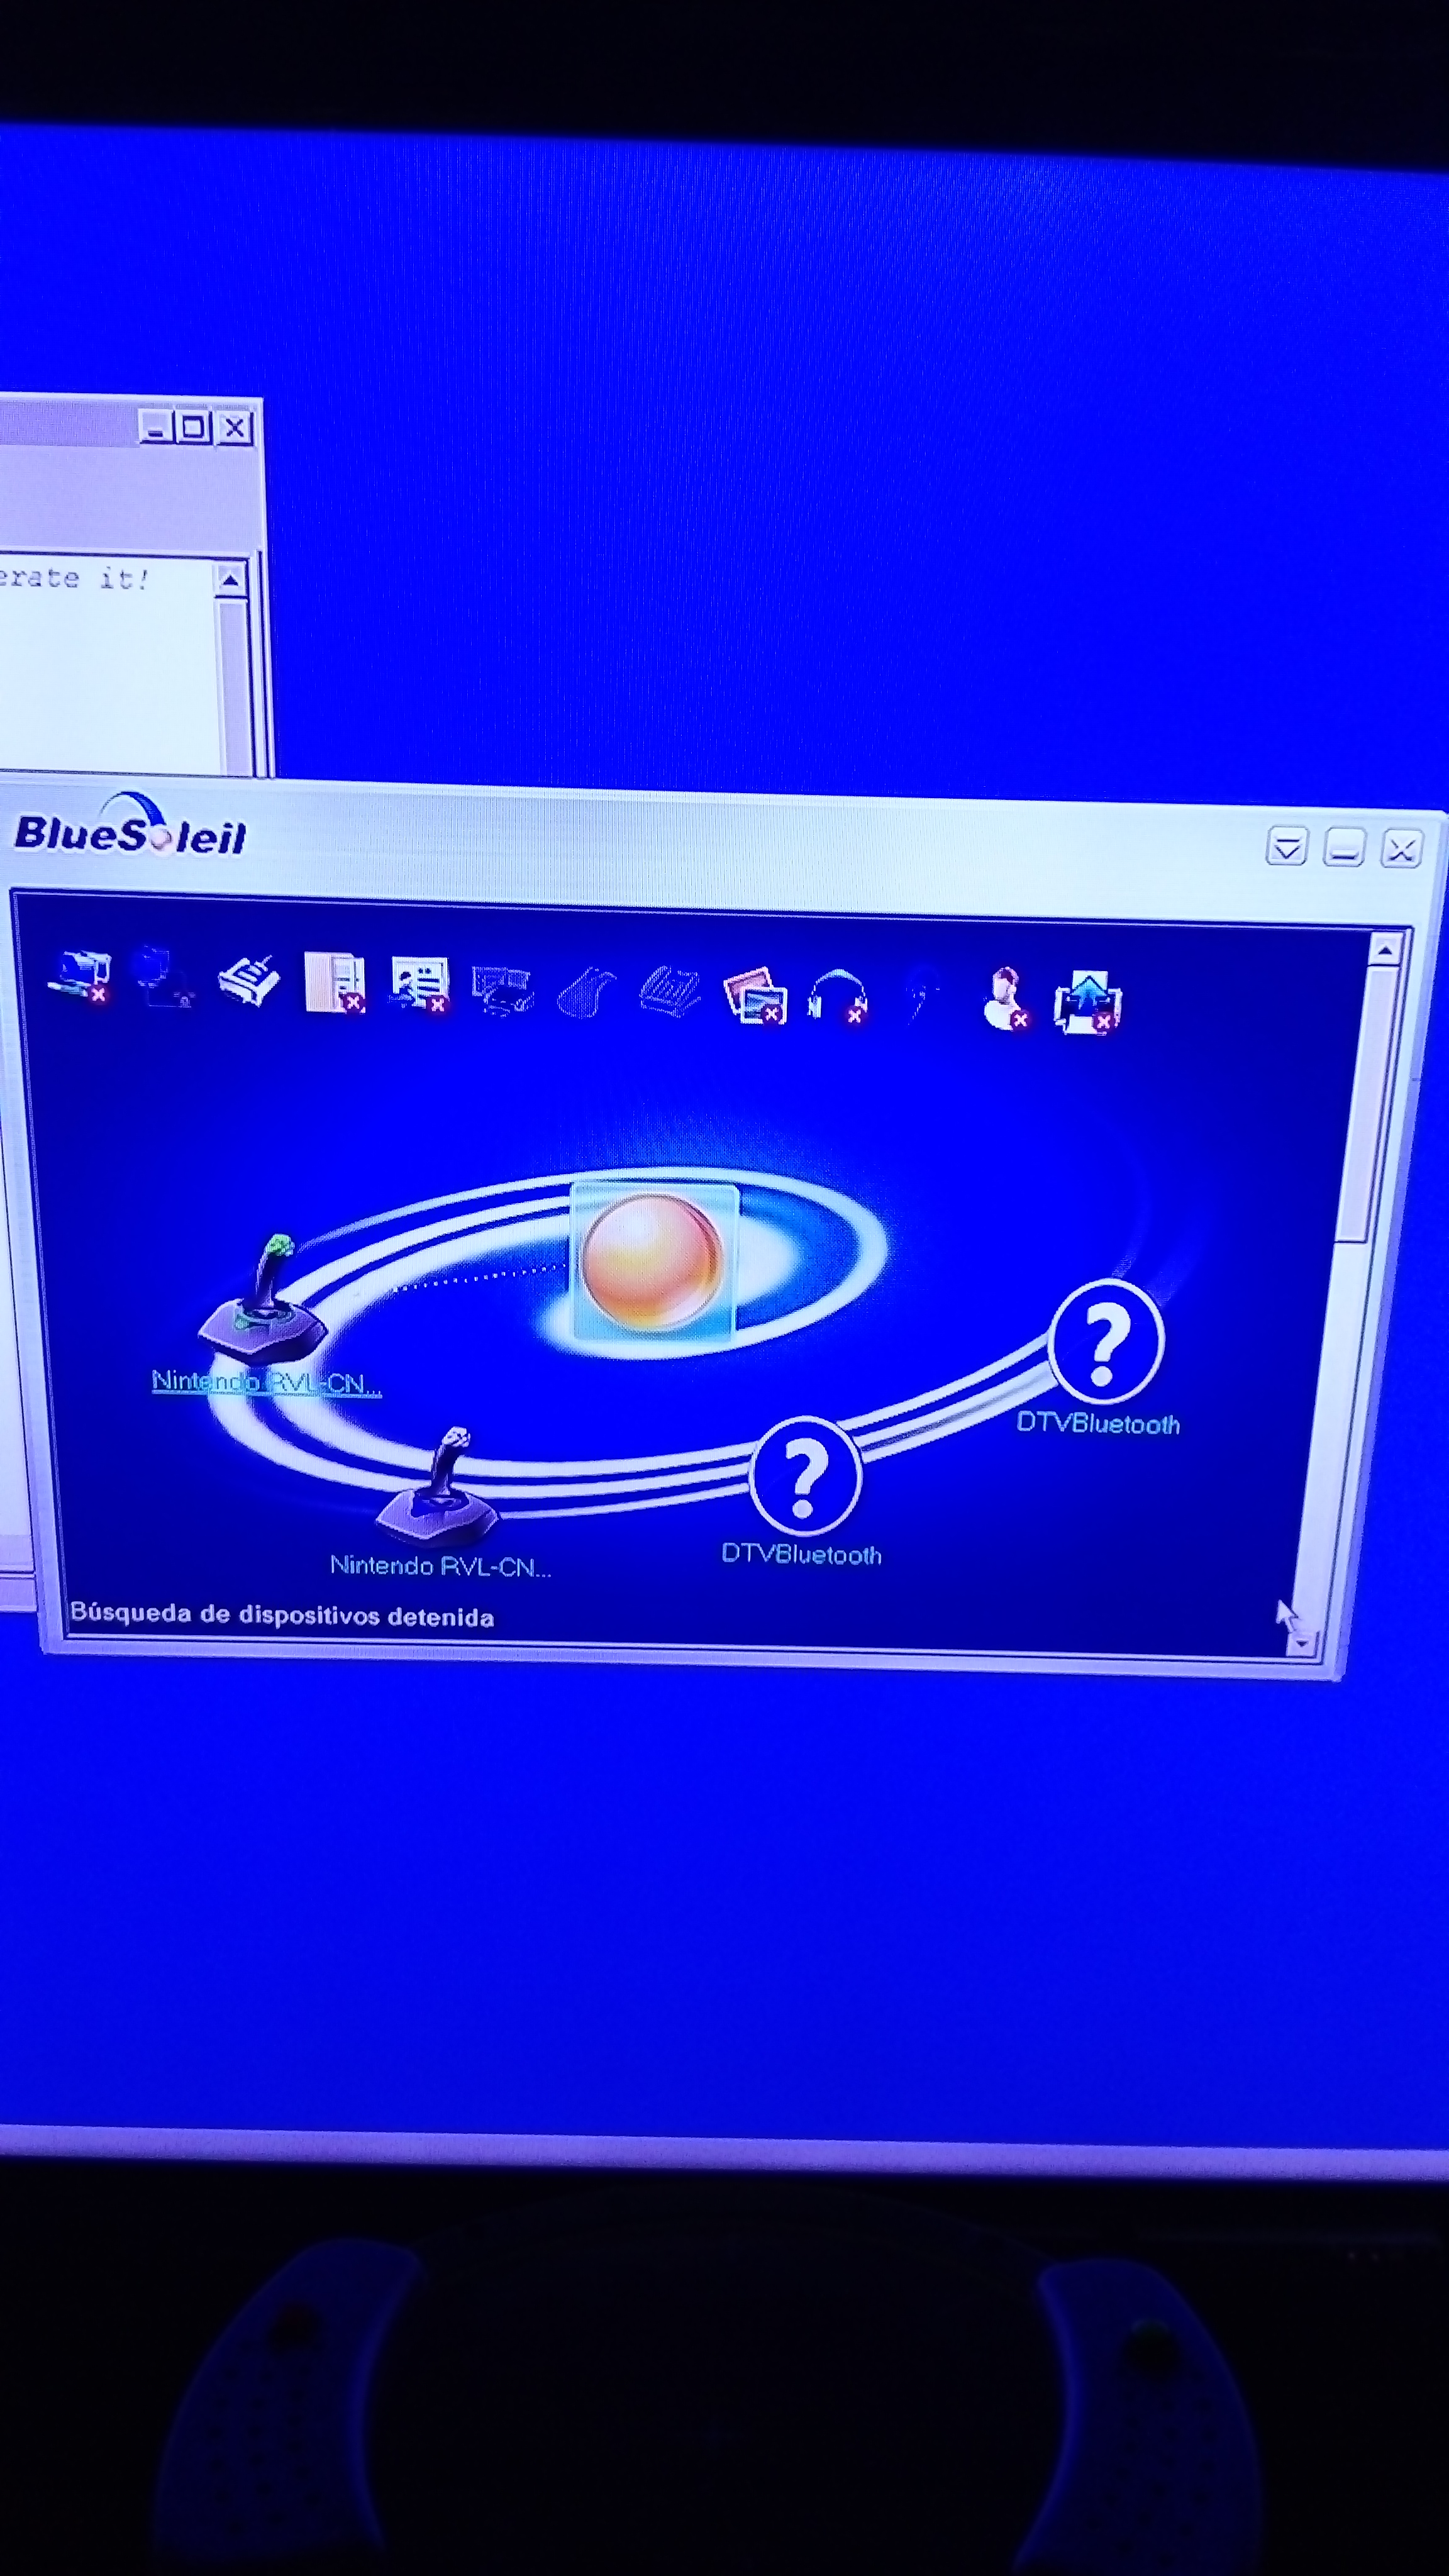 erate it!
BlueSoleil
Nintendo RVL-CN...
DTVBluetooth
Nintendo RVL-CN...
DTVBluetooth
Búsqueda de dispositivos detenida